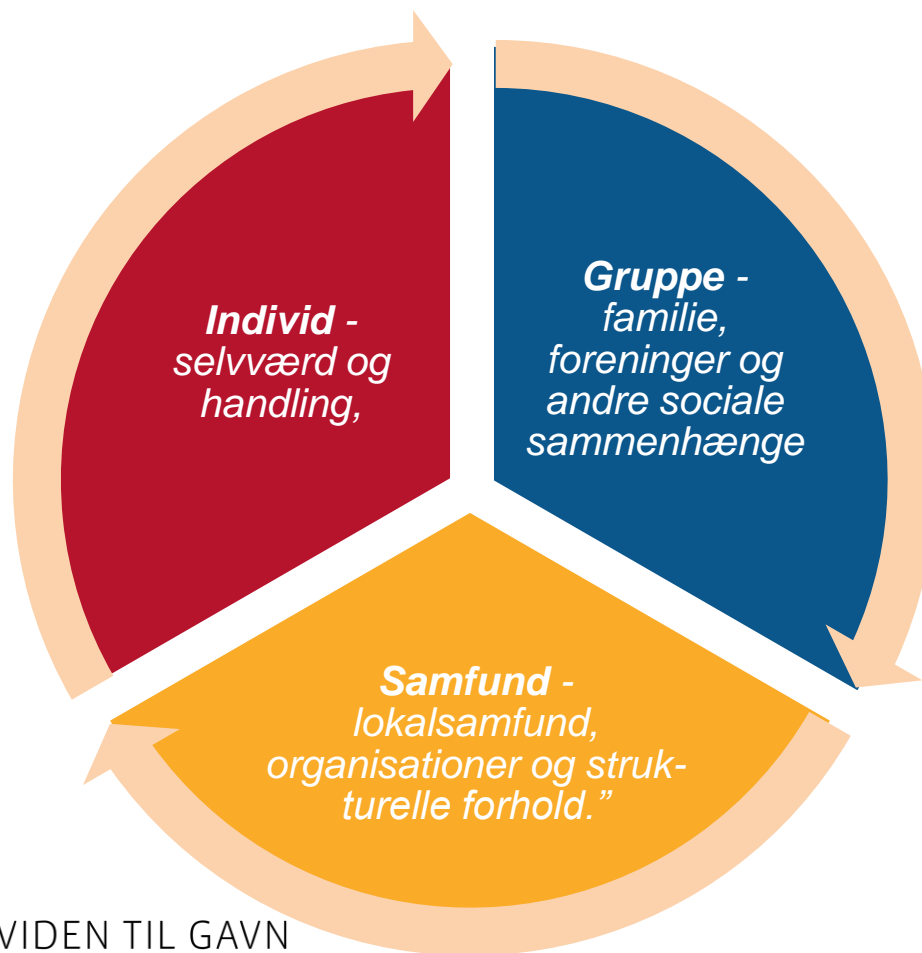 Individ -
selvværd og
handling,
Gruppe -
familie,
foreninger og
andre sociale
sammenhænge
Samfund -
lokalsamfund,
organisationer og struk-
turelle forhold.”
VIDEN TIL GAVN